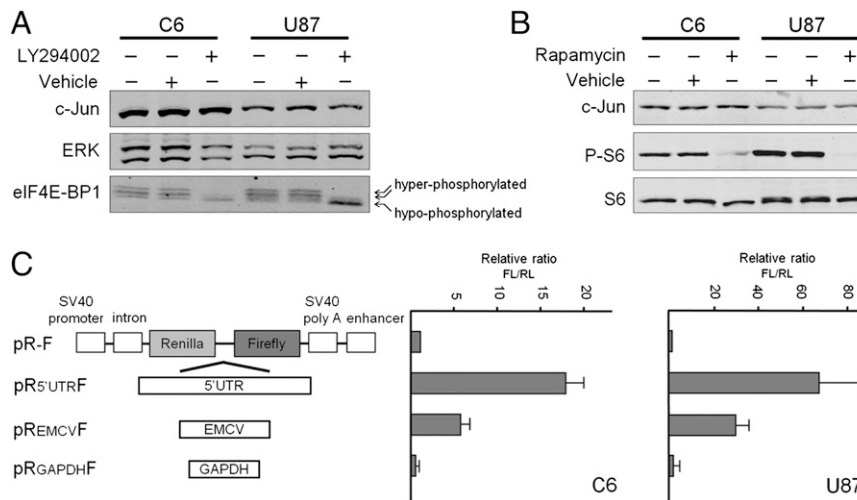 A
C6 U87
LY294002 – – + – – +
Vehicle – + – – + –
c-Jun
ERK
eIF4E-BP1
hyper-phosphorylated
hypo-phosphorylated
B
C6 U87
Rapamycin – – + – – +
Vehicle – + – – + –
c-Jun
P-S6
S6
C
SV40 promoter
intron
SV40 poly A
enhancer
pR-F
Renilla
Firefly
pR5'UTRF
5'UTR
pREMCVF
EMCV
pRGAPDHF
GAPDH
Relative ratio
FL/RL
5 15 20
C6
Relative ratio
FL/RL
20 40 60 80
U87